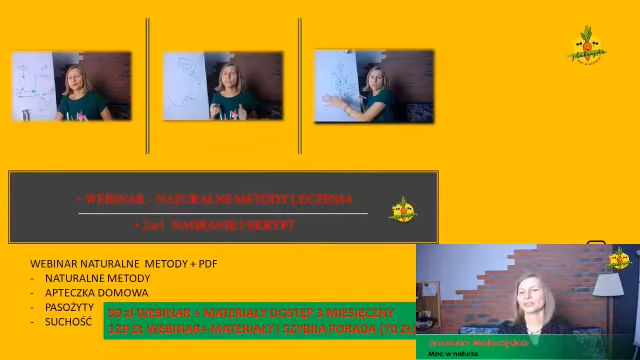 • WEBINAR - NATURALNE METODY LECZENIA
• 2w1 NAGRANIE I SKRYPT
WEBINAR NATURALNE METODY + PDF
- NATURALNE METODY
- APTECZKA DOMOWA
- PASOŻYTY
- SUCHOŚĆ
99 zł WEBINAR + MATERIAŁY DOSTĘP 3 MIESIĘCZNY
129 ZŁ WEBINAR+ MATERIAŁY I SZYBKA PORADA (70 ZŁ)
Joanna
Moc w naturze